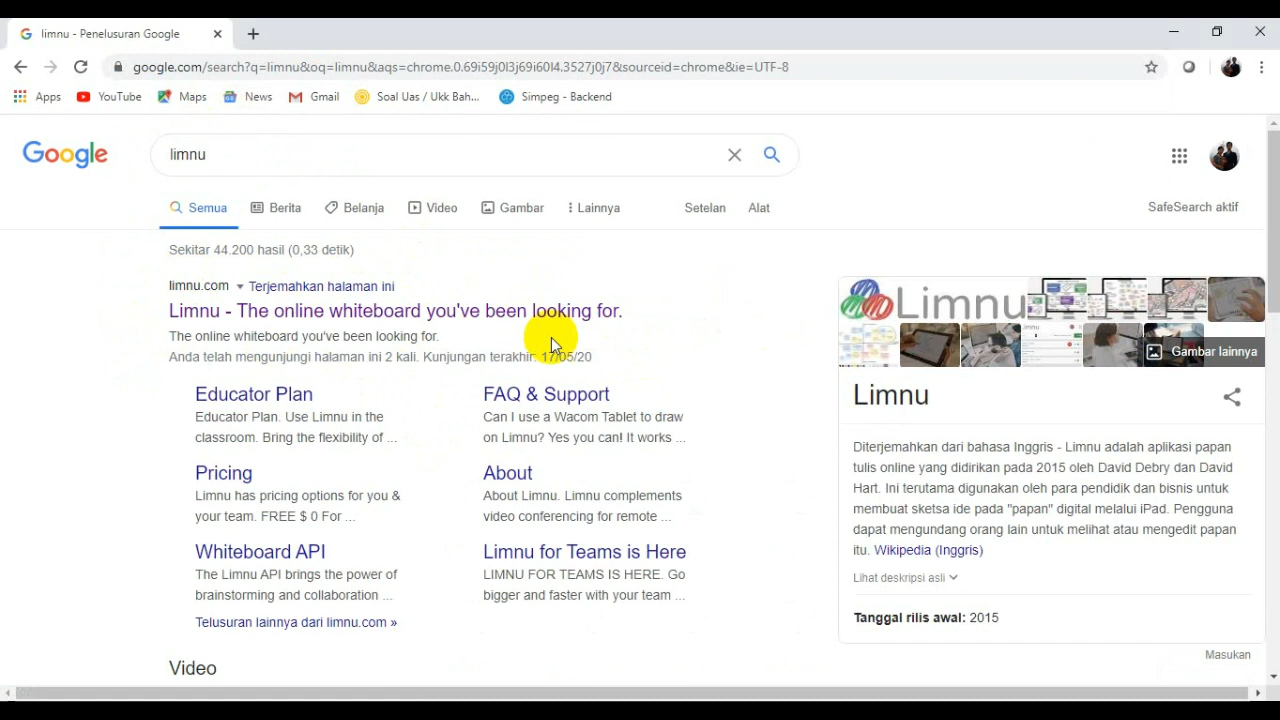 limnu - Penelusuran Google
google.com/search?q=limnu&oq=limnu&aqs=chrome.0.69i59j0l3j69i60l4.3527j0j7&sourceid=chrome&ie=UTF-8
Apps YouTube Maps News Gmail Soal Uas / Ukk Bah... Simpeg - Backend
Google limnu
Semua Berita Belanja Video Gambar Lainnya Setelan Alat SafeSearch aktif
Sekitar 44.200 hasil (0,33 detik)
limnu.com Terjemahkan halaman ini
Limnu - The online whiteboard you've been looking for.
The online whiteboard you've been looking for.
Anda telah mengunjungi halaman ini 2 kali. Kunjungan terakhir: 17/05/20
Educator Plan
Educator Plan. Use Limnu in the
classroom. Bring the flexibility of ...
FAQ & Support
Can I use a Wacom Tablet to draw
on Limnu? Yes you can! It works ...
Pricing
Limnu has pricing options for you &
your team. FREE $ 0 For ...
About
About Limnu. Limnu complements
video conferencing for remote ...
Whiteboard API
The Limnu API brings the power of
brainstorming and collaboration ...
Limnu for Teams is Here
LIMNU FOR TEAMS IS HERE. Go
bigger and faster with your team ...
Telusuran lainnya dari limnu.com »
Video
Limnu
Gambar lainnya
Limnu
Diterjemahkan dari bahasa Inggris - Limnu adalah aplikasi papan
tulis online yang didirikan pada 2015 oleh David Debry dan David
Hart. Ini terutama digunakan oleh para pendidik dan bisnis untuk
membuat sketsa ide pada "papan" digital melalui iPad. Pengguna
dapat mengundang orang lain untuk melihat atau mengedit papan
itu. Wikipedia (Inggris)
Lihat deskripsi asli
Tanggal rilis awal: 2015
Masukan